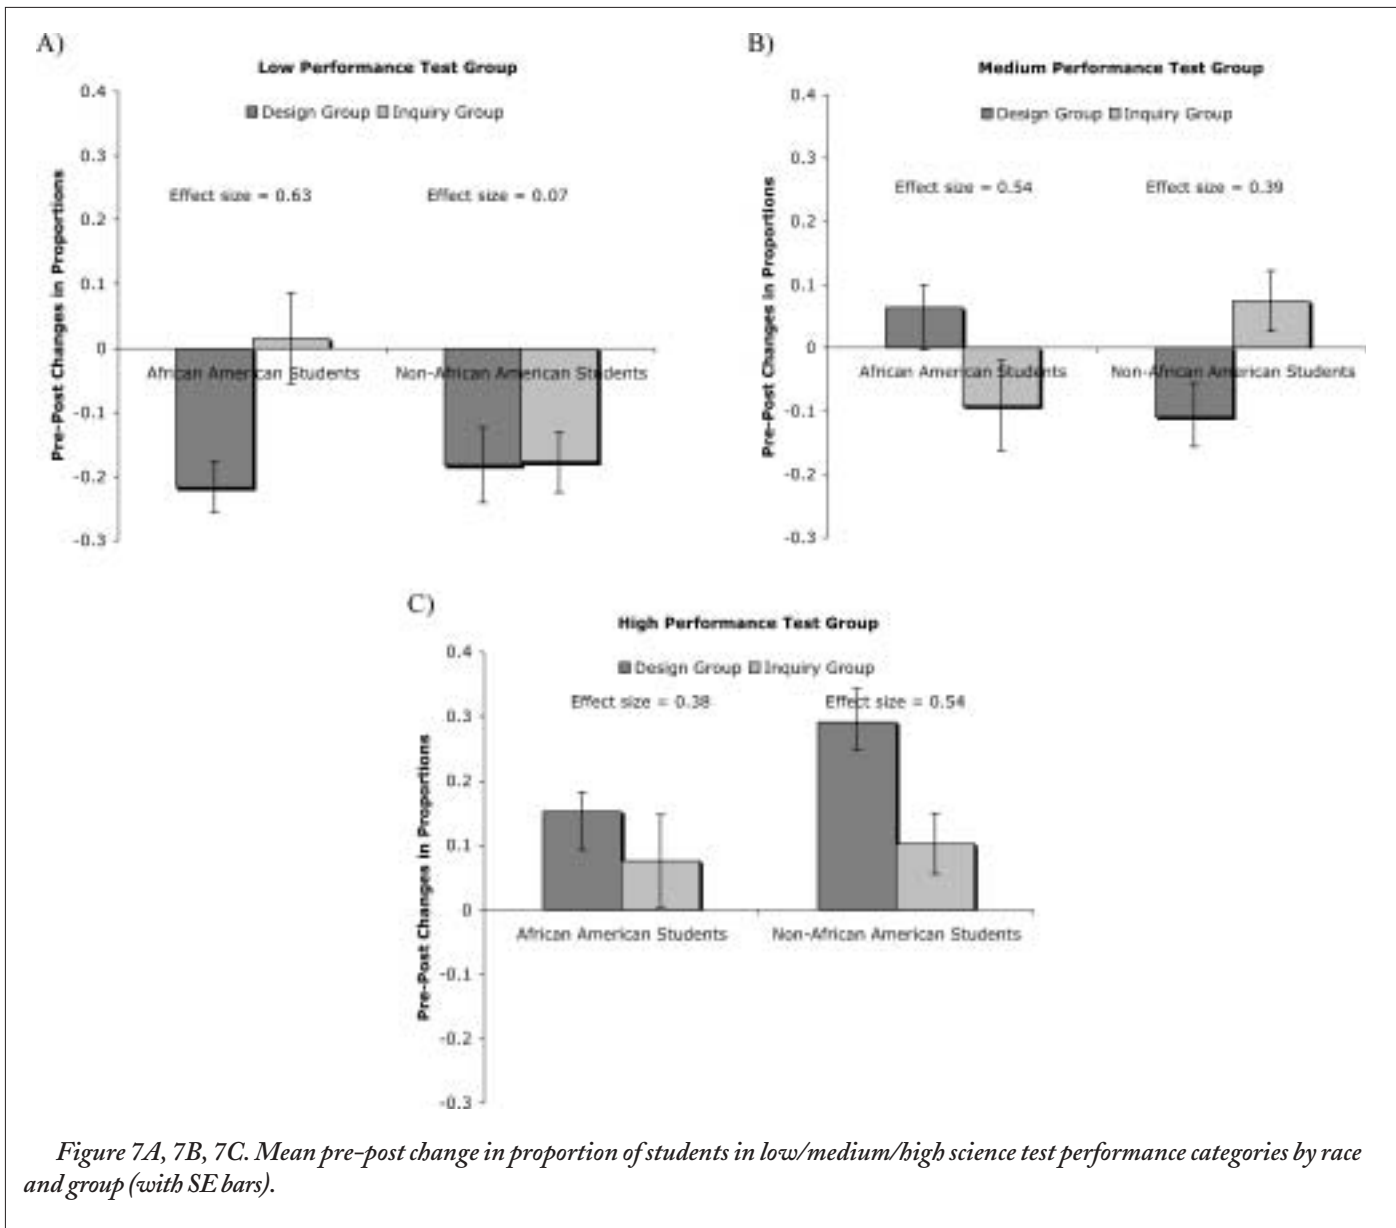 A)
Low Performance Test Group
Design Group Inquiry Group
Effect size = 0.63 Effect size = 0.07
Pre-Post Changes in Proportions
0.4
0.3
0.2
0.1
0
-0.1
-0.2
-0.3
African American Students Non-African American Students
B)
Medium Performance Test Group
Design Group Inquiry Group
Effect size = 0.54 Effect size = 0.39
Pre-Post Changes in Proportions
0.4
0.3
0.2
0.1
0
-0.1
-0.2
-0.3
African American Students Non-African American Students
C)
High Performance Test Group
Design Group Inquiry Group
Effect size = 0.38 Effect size = 0.54
Pre-Post Changes in Proportions
0.4
0.3
0.2
0.1
0
-0.1
-0.2
-0.3
African American Students Non-African American Students
Figure 7A, 7B, 7C. Mean pre-post change in proportion of students in low/medium/high science test performance categories by race
and group (with SE bars).